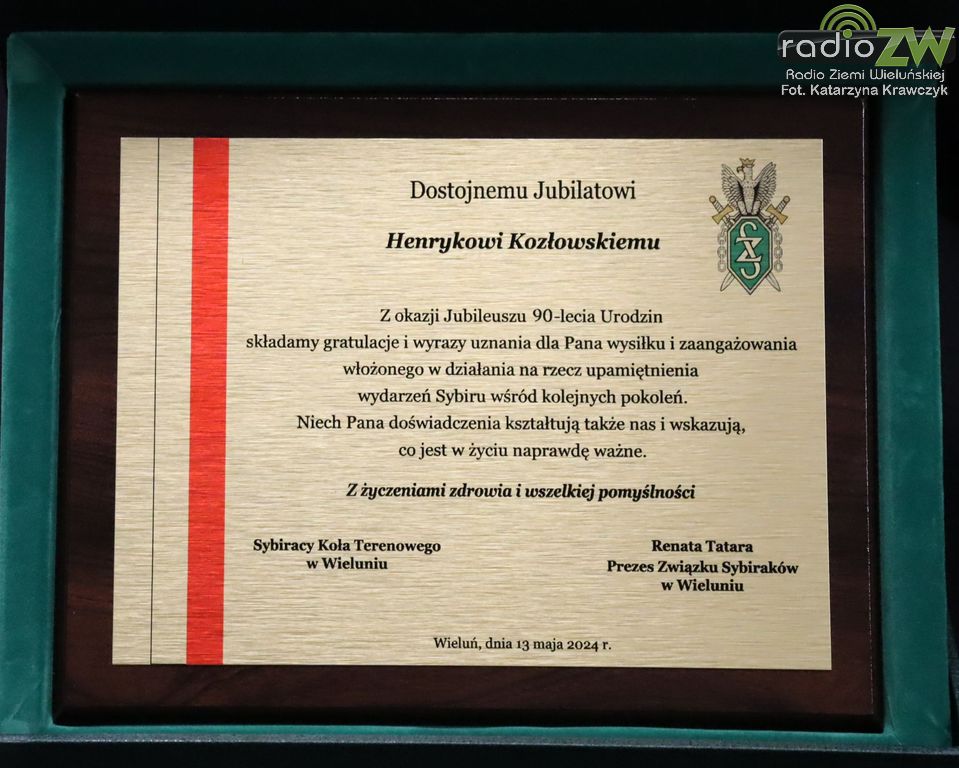 radioZW
Radio Ziemi Wieluńskiej
Fot. Katarzyna Krawczyk
Dostojnemu Jubilatowi
Henrykowi Kozłowskiemu
Z okazji Jubileuszu 90-lecia Urodzin
składamy gratulacje i wyrazy uznania dla Pana wysiłku i zaangażowania
włożonego w działania na rzecz upamiętnienia
wydarzeń Sybiru wśród kolejnych pokoleń.
Niech Pana doświadczenia kształtują także nas i wskazują,
co jest w życiu naprawdę ważne.
Z życzeniami zdrowia i wszelkiej pomyślności
Sybiracy Koła Terenowego
w Wieluniu
Renata Tatara
Prezes Związku Sybiraków
w Wieluniu
Wieluń, dnia 13 maja 2024 r.